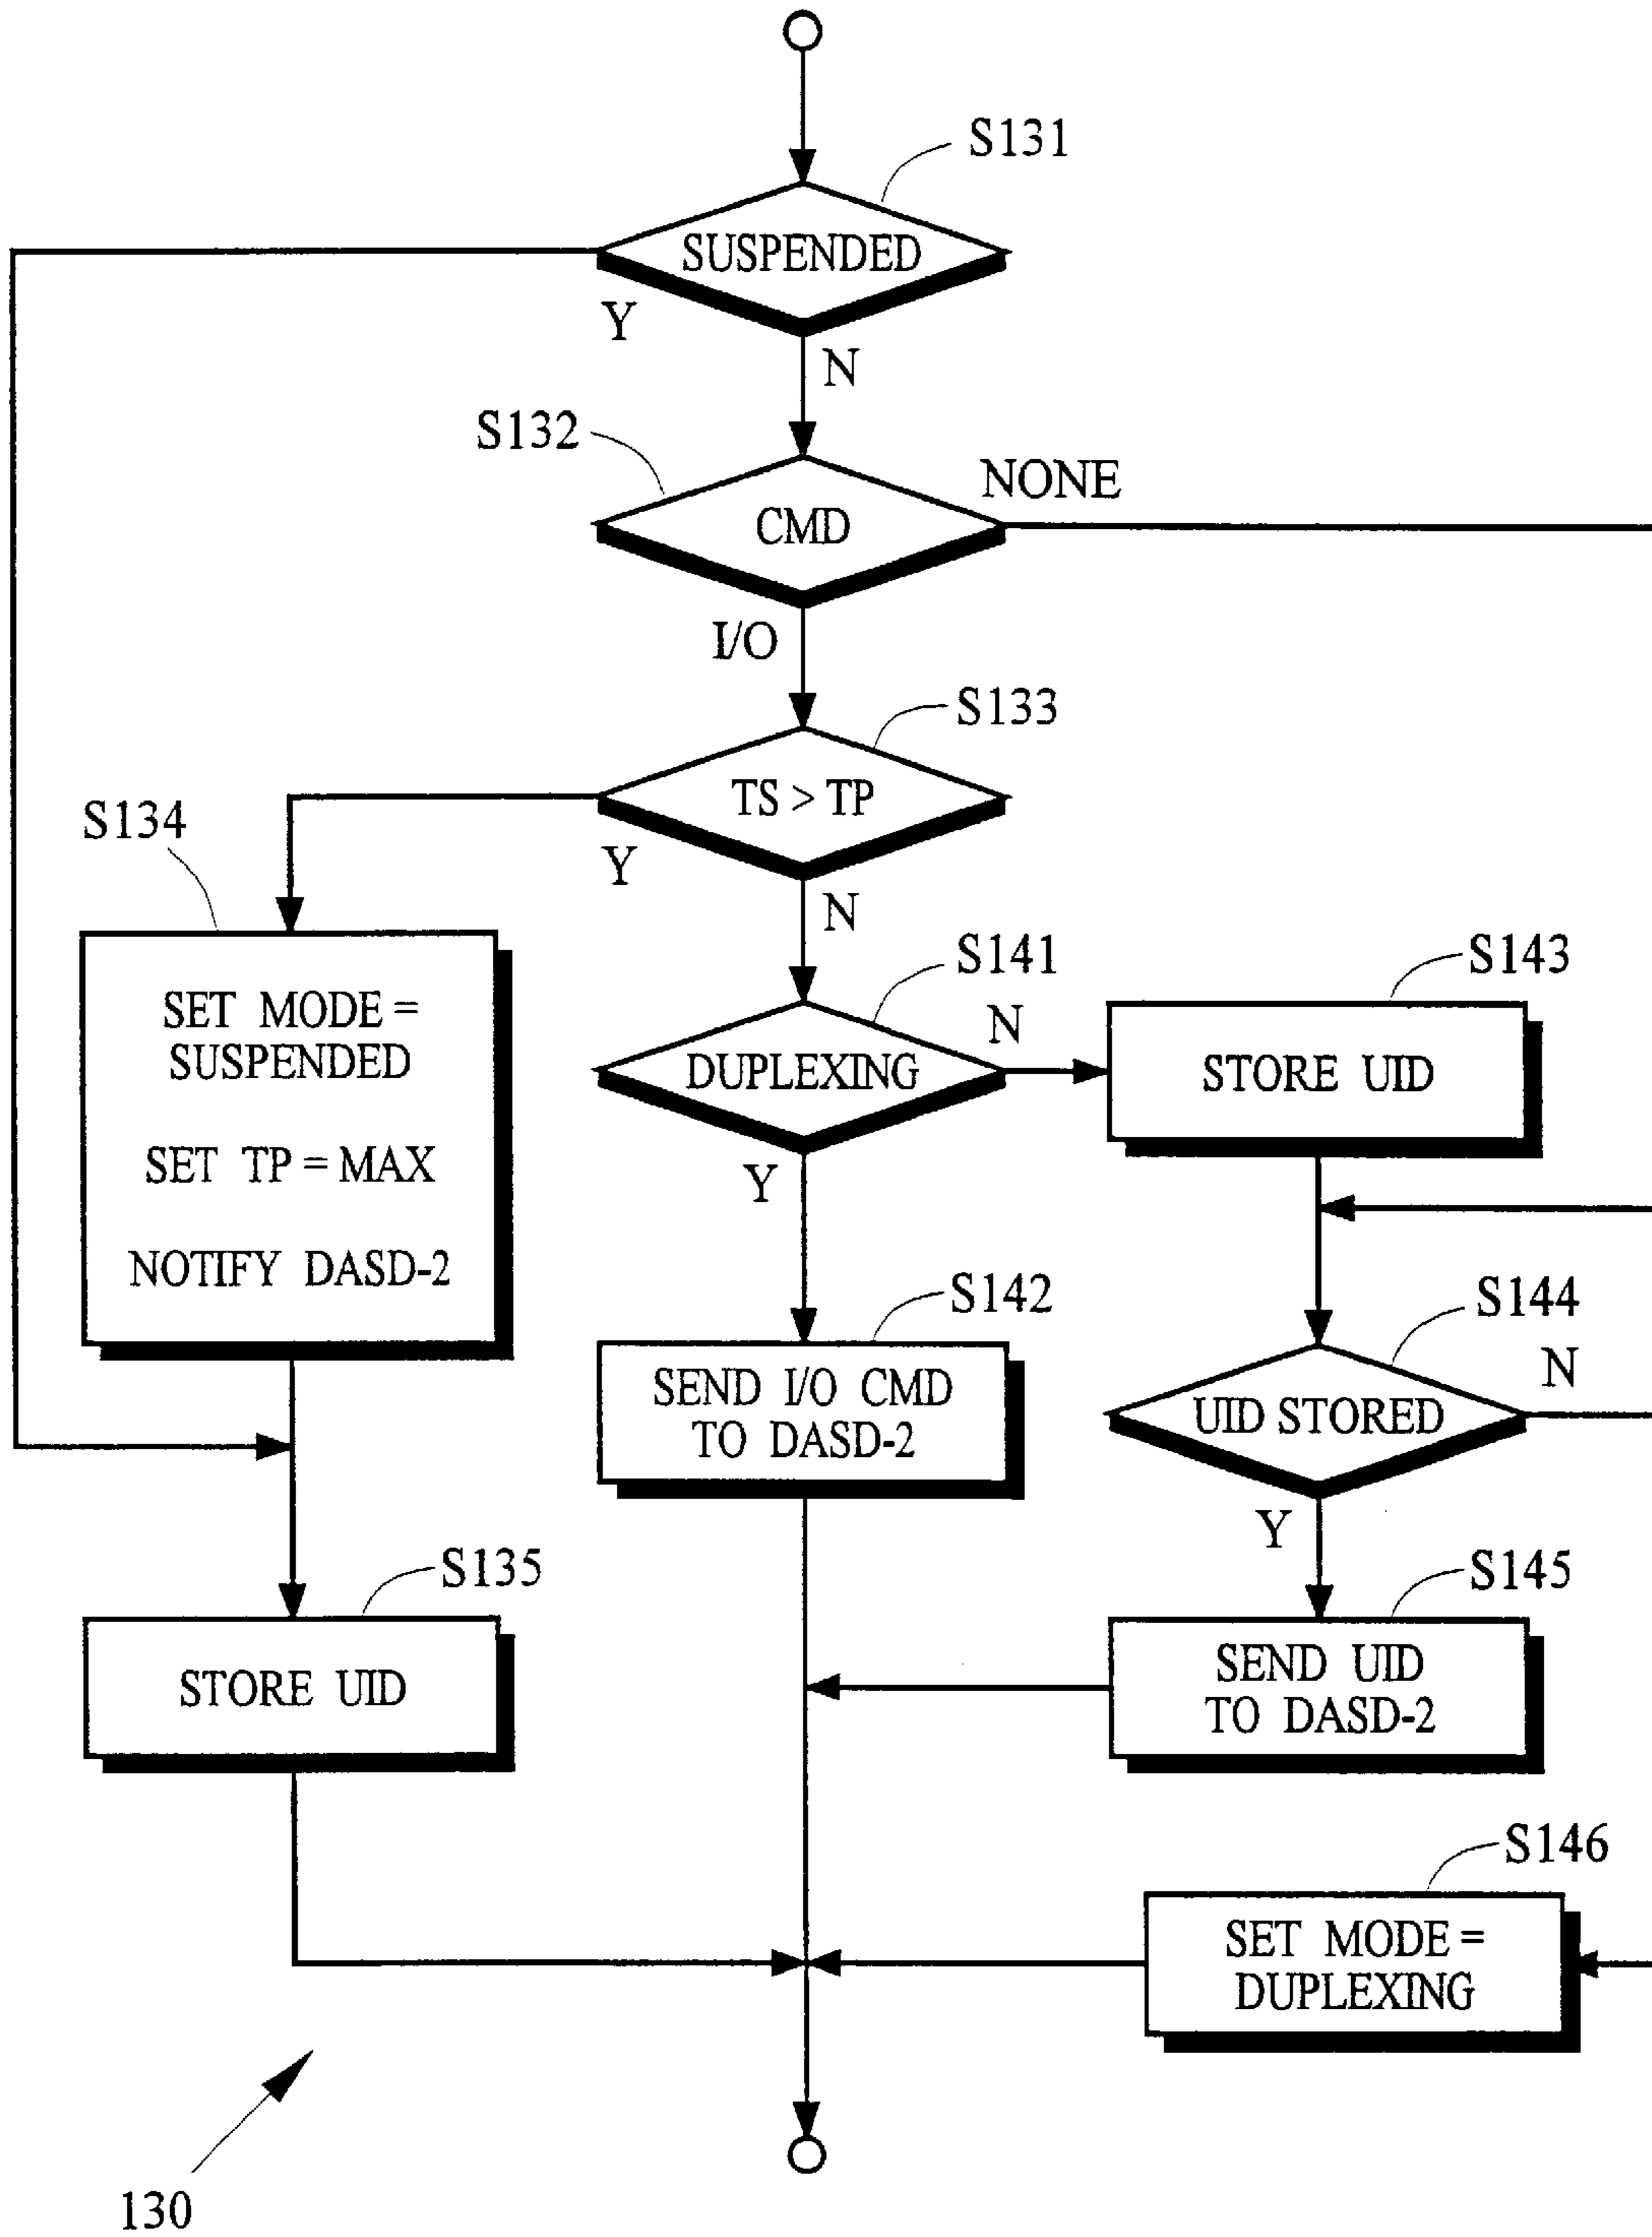 S131
SUSPENDED
Y
N
S132
NONE
CMD
I/O
S133
TS > TP
S134
Y
N
S141
S143
SET MODE =
SUSPENDED
SET TP = MAX
NOTIFY DASD-2
N
DUPLEXING
STORE UID
Y
S142
S144
N
SEND I/O CMD
TO DASD-2
UID STORED
Y
S135
S145
STORE UID
SEND UID
TO DASD-2
S146
SET MODE =
DUPLEXING
130